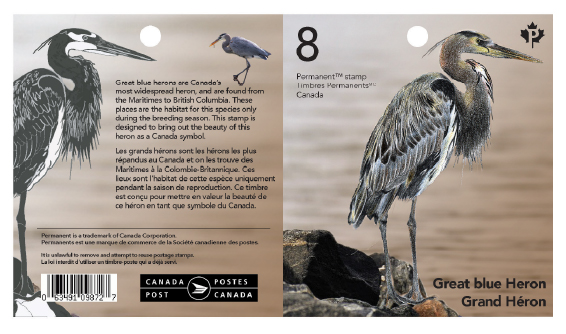 Great blue herons are Canada's
most widespread heron, and are found from
the Maritimes to British Columbia. These
places are the habitat for this species only
during the breeding season. This stamp is
designed to bring out the beauty of this
heron as a Canada symbol.
Les grands hérons sont les hérons les plus
répandus au Canada et on les trouve des
Maritimes à la Colombie-Britannique. Ces
lieux sont l'habitat de cette espèce uniquement
pendant la saison de reproduction. Ce timbre
est conçu pour mettre en valeur la beauté de
ce héron en tant que symbole du Canada.
Permanent is a trademark of Canada Corporation.
Permanents est une marque de commerce de la Société canadienne des postes.
It is unlawful to remove and attempt to reuse postage stamps.
La loi interdit d'utiliser un timbre-poste qui a déjà servi.
0 63491 09872 7
CANADA POSTES
POST CANADA
8
P
Permanent™ stamp
Timbres Permanents MC
Canada
Great blue Heron
Grand Héron